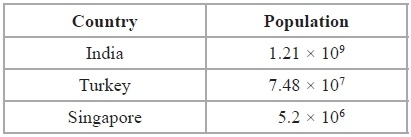 Country Population
India 1.21 × 10⁹
Turkey 7.48 × 10⁷
Singapore 5.2 × 10⁶